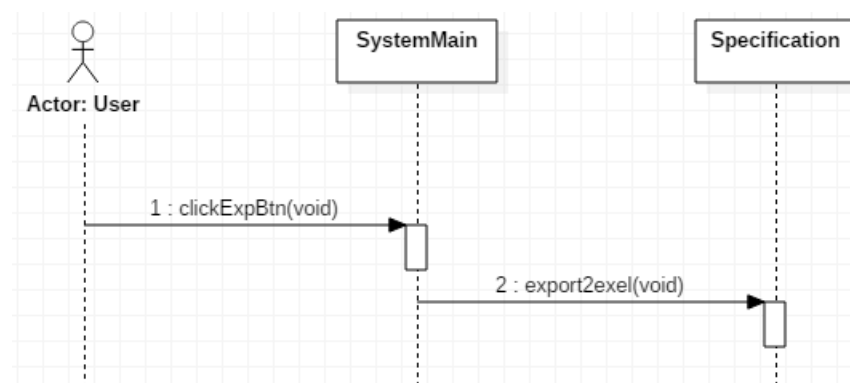 SystemMain
Specification
Actor: User
1 : clickExpBtn(void)
2 : export2exel(void)